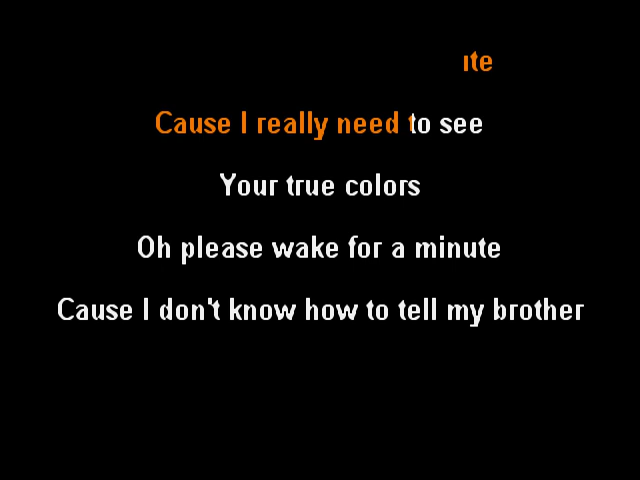 Cause I really need to see
Your true colors
Oh please wake for a minute
Cause I don't know how to tell my brother